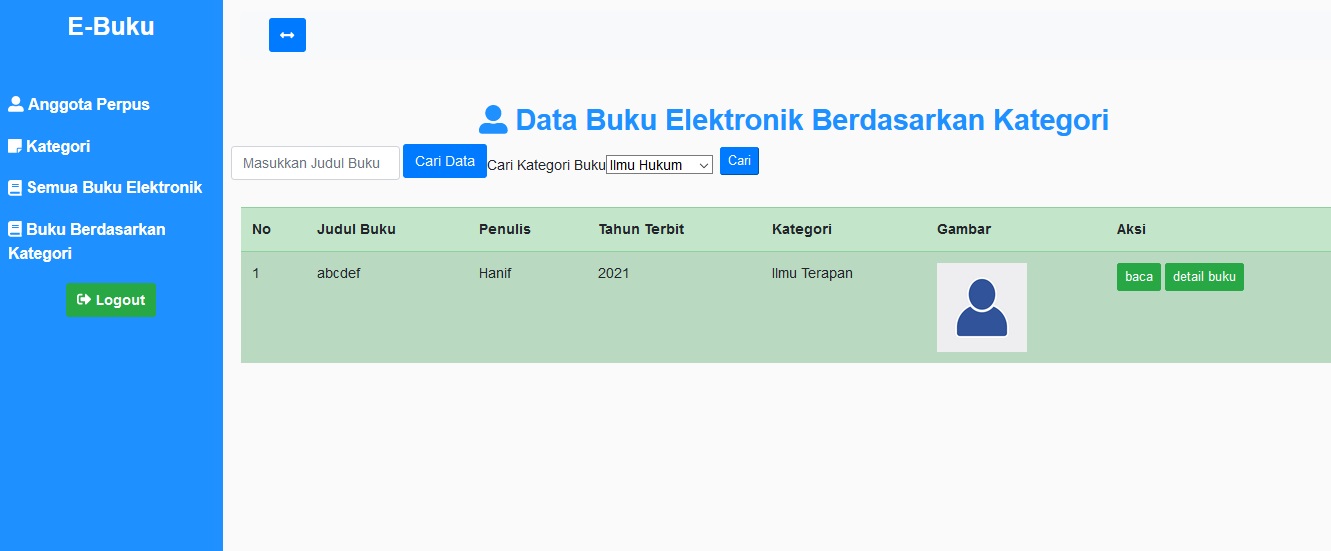 E-Buku
Anggota Perpus
Kategori
Semua Buku Elektronik
Buku Berdasarkan
Kategori
Logout
Data Buku Elektronik Berdasarkan Kategori
Masukkan Judul Buku Cari Data Cari Kategori Buku Ilmu Hukum Cari
No Judul Buku Penulis Tahun Terbit Kategori Gambar Aksi
1 abcdef Hanif 2021 Ilmu Terapan baca detail buku